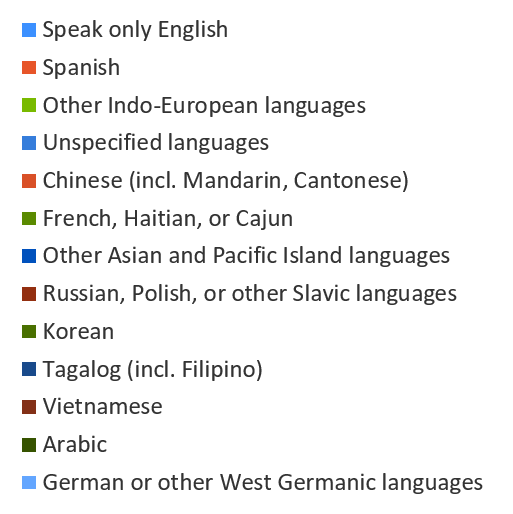 Speak only English
Spanish
Other Indo-European languages
Unspecified languages
Chinese (incl. Mandarin, Cantonese)
French, Haitian, or Cajun
Other Asian and Pacific Island languages
Russian, Polish, or other Slavic languages
Korean
Tagalog (incl. Filipino)
Vietnamese
Arabic
German or other West Germanic languages